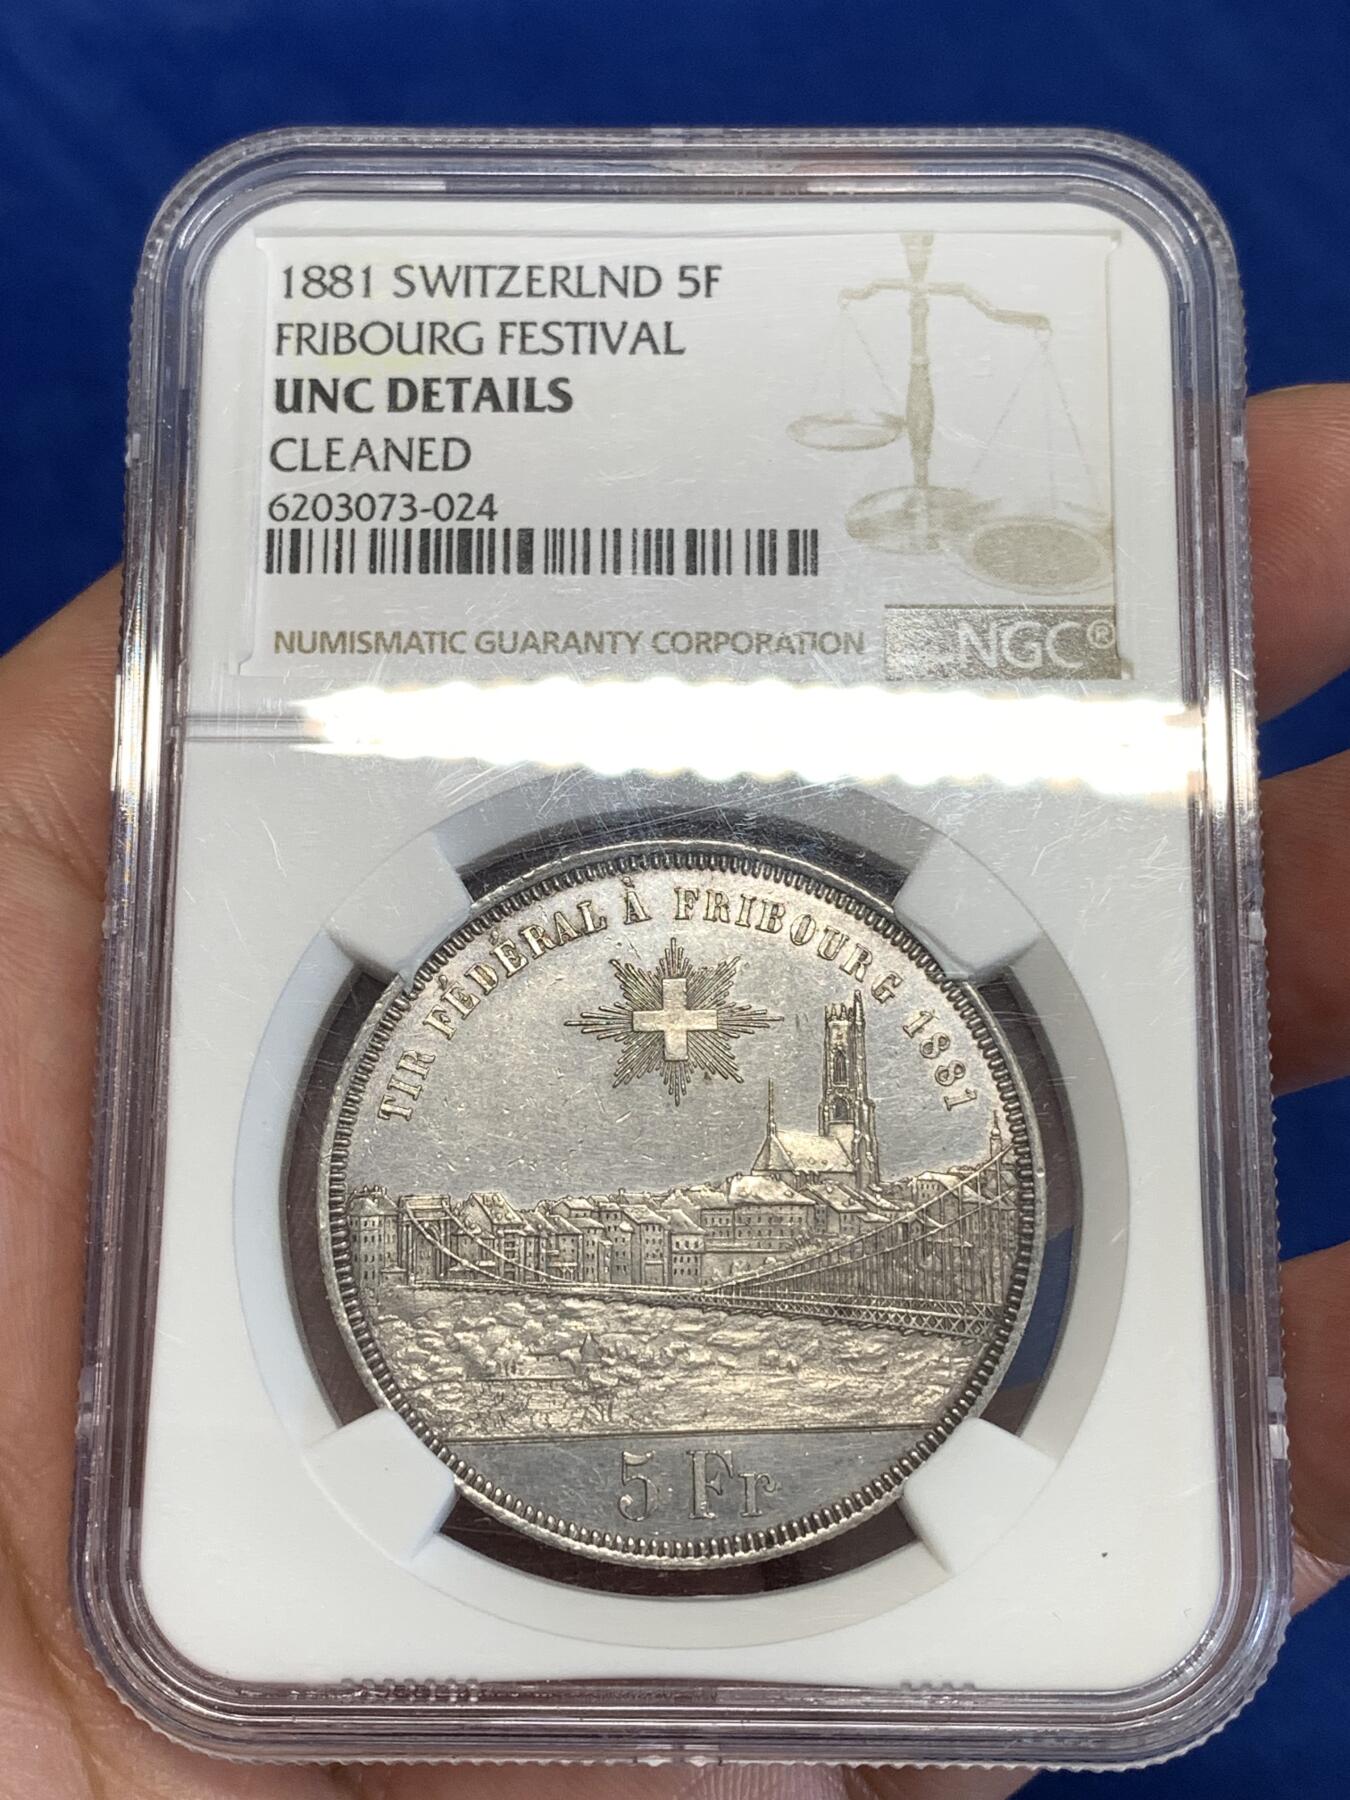 1881 SWITZERLND 5F
FRIBOURG FESTIVAL
UNC DETAILS
CLEANED
6203073-024
NUMISMATIC GUARANTY CORPORATION
NGC®
TIR FÉDÉRAL À FRIBOURG 1881
5 Fr